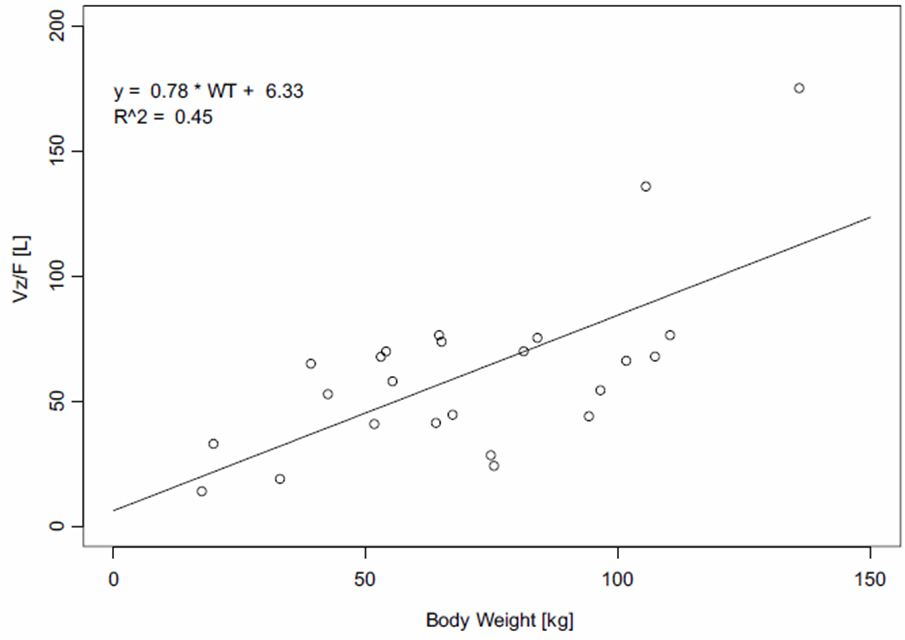 200
y = 0.78 * WT + 6.33
R^2 = 0.45
150
Vz/F [L]
100
50
0
0 50 100 150
Body Weight [kg]